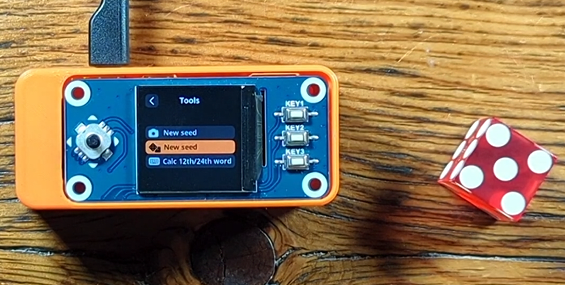 Tools
New seed
New seed
Calc 12th/24th word
KEY1
KEY2
KEY3